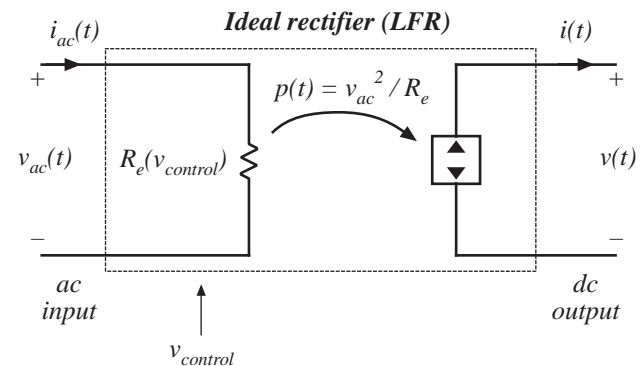 Ideal rectifier (LFR)
i_ac(t)
i(t)
+
+
p(t) = v_ac^2 / R_e
v_ac(t)
R_e(v_control)
v(t)
–
–
ac
input
dc
output
v_control